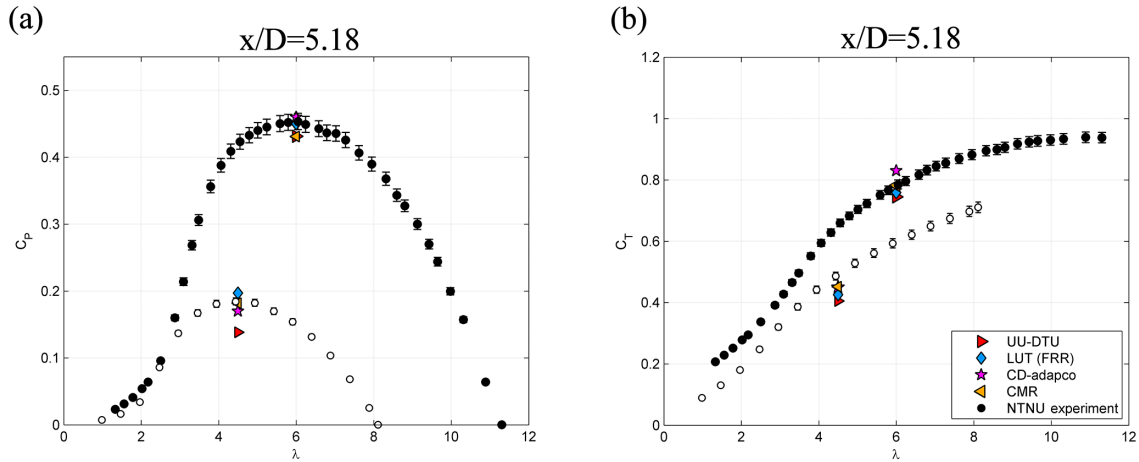 (a)
x/D=5.18
0.5
0.4
0.3
0.2
0.1
0
C_P
0 2 4 6 8 10 12
λ
(b)
x/D=5.18
1.2
1
0.8
0.6
0.4
0.2
0
C_T
0 2 4 6 8 10 12
λ
UU-DTU
LUT (FRR)
CD-adapco
CMR
NTNU experiment